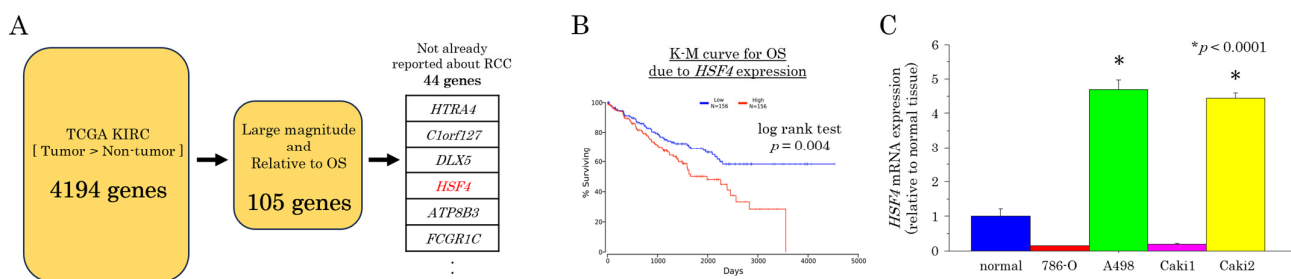 A
TCGA KIRC
[ Tumor > Non-tumor ]
4194 genes
Large magnitude
and
Relative to OS
105 genes
Not already
reported about RCC
44 genes
HTRA4
C1orf127
DLX5
HSF4
ATP8B3
FCGR1C
:
B
K-M curve for OS
due to HSF4 expression
Low
N=156
High
N=156
log rank test
p = 0.004
% Surviving
100
80
60
40
20
0
0
1000
2000
3000
4000
5000
Days
C
*p < 0.0001
HSF4 mRNA expression
(relative to normal tissue)
6
5
4
3
2
1
0
*
*
normal
786-O
A498
Caki1
Caki2